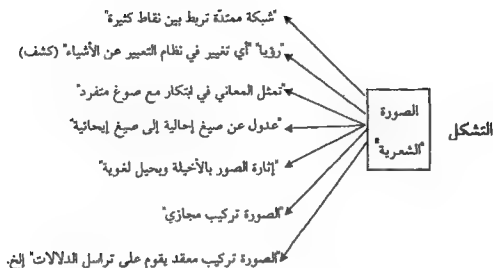 "شبكة ممتدّة تربط بين نقاط كثيرة"
"رؤيا" "أي تغيير في نظام التعبير عن الأشياء" (كشف)
"تمثل المعاني في ابتكار مع صوغ متفرد"
"عدول عن صيغ إحالية إلى صيغ إيحائية"
"إثارة الصور بالأخيلة وبحيل لغوية"
"الصورة تركيب مجازي"
"الصورة تركيب معقد يقوم على تراسل الدلالات" إلخ.
الصورة
"الشعرية"
التشكل